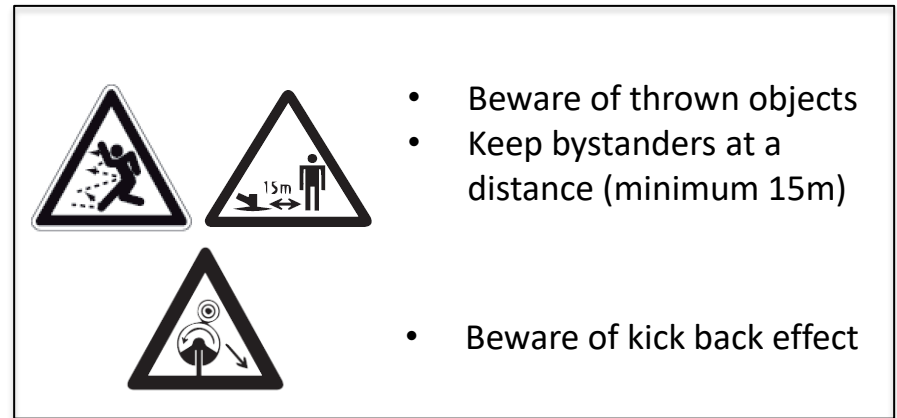 • Beware of thrown objects
• Keep bystanders at a
distance (minimum 15m)
15m
• Beware of kick back effect